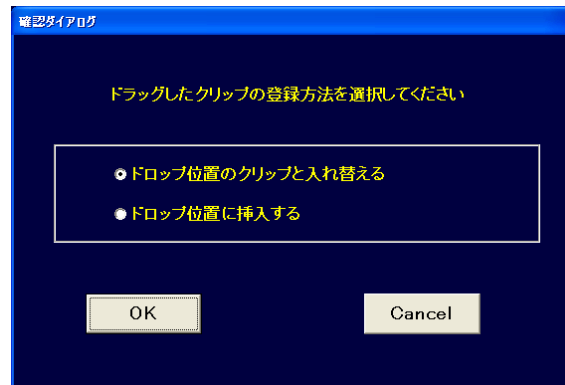 確認ダイアログ
ドラッグしたクリップの登録方法を選択してください
ドロップ位置のクリップと入れ替える
ドロップ位置に挿入する
OK
Cancel